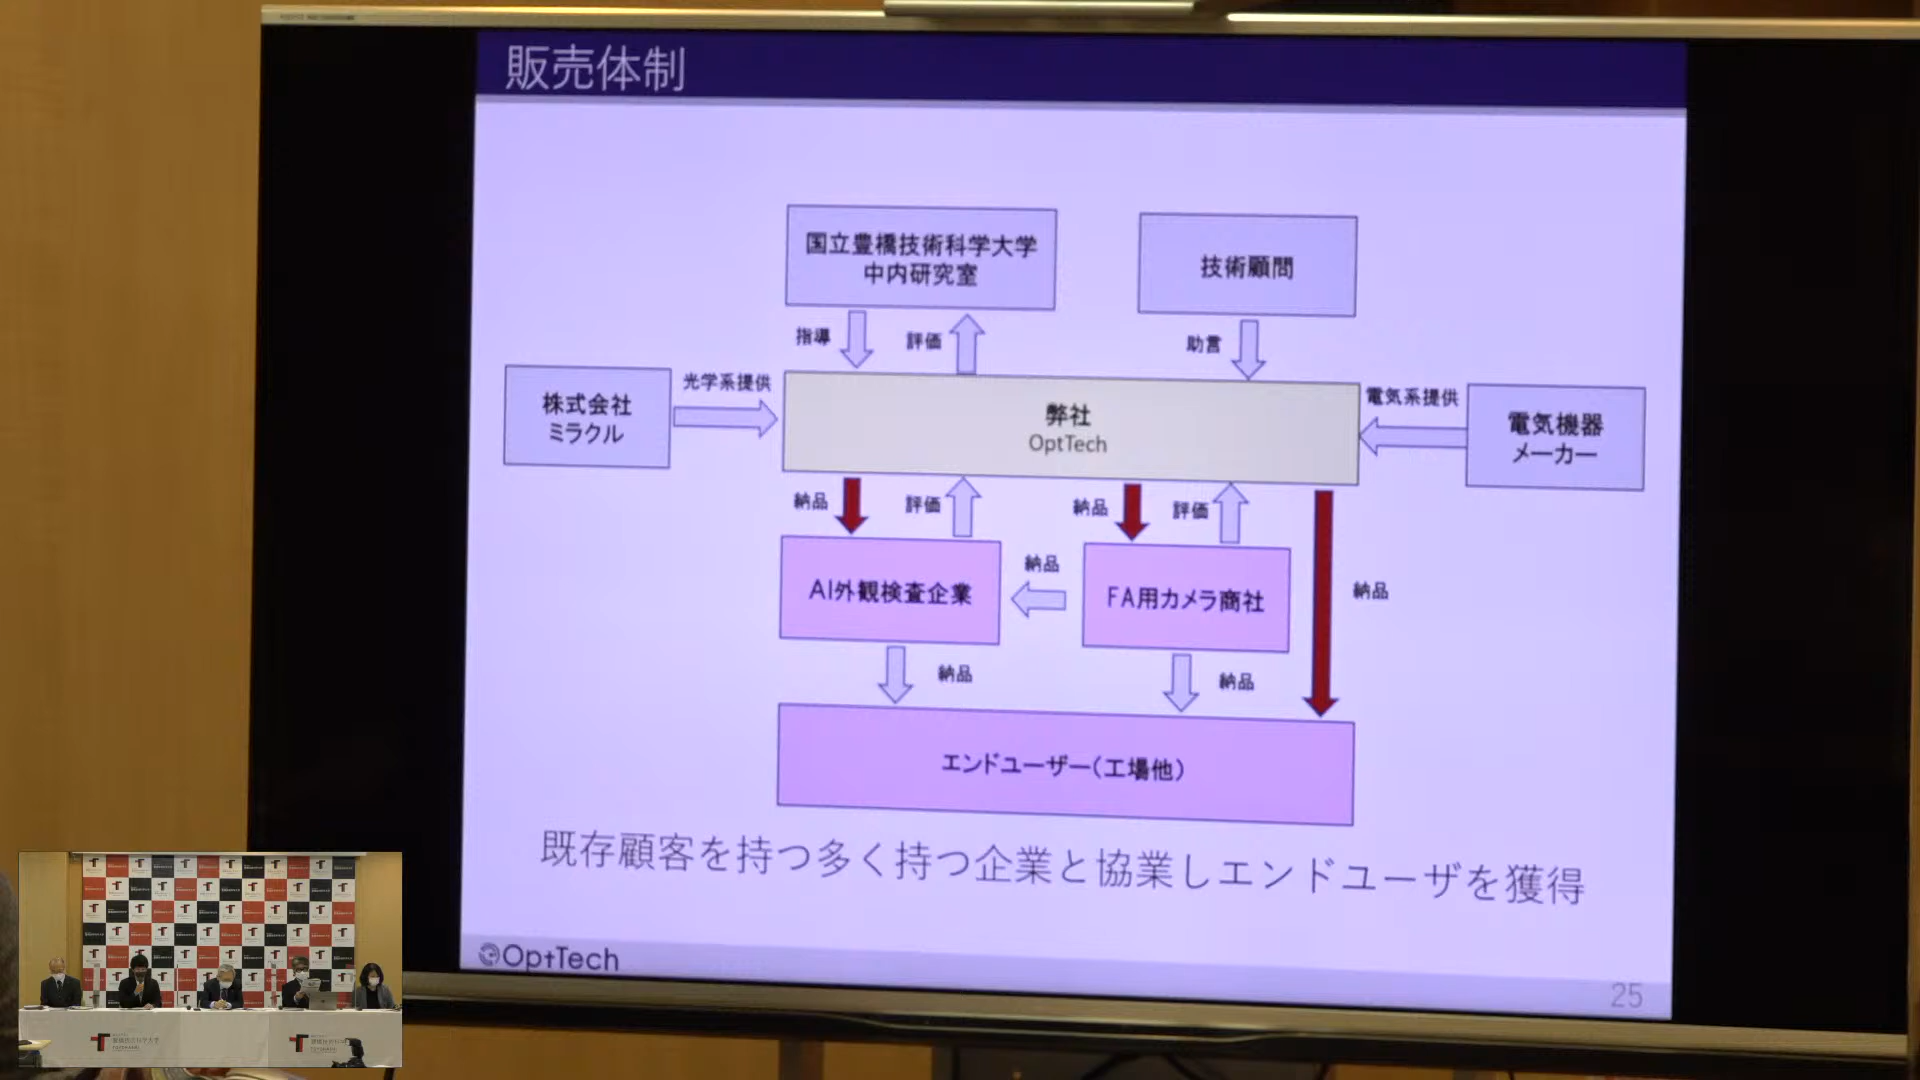 販売体制
国立豊橋技術科学大学
中内研究室
技術顧問
指導
評価
助言
株式会社
ミラクル
光学系提供
弊社
OptTech
電気系提供
電気機器
メーカー
納品
評価
納品
評価
納品
AI外観検査企業
納品
FA用カメラ商社
納品
納品
エンドユーザー（工場他）
既存顧客を持つ多く持つ企業と協業しエンドユーザを獲得
OptTech
25